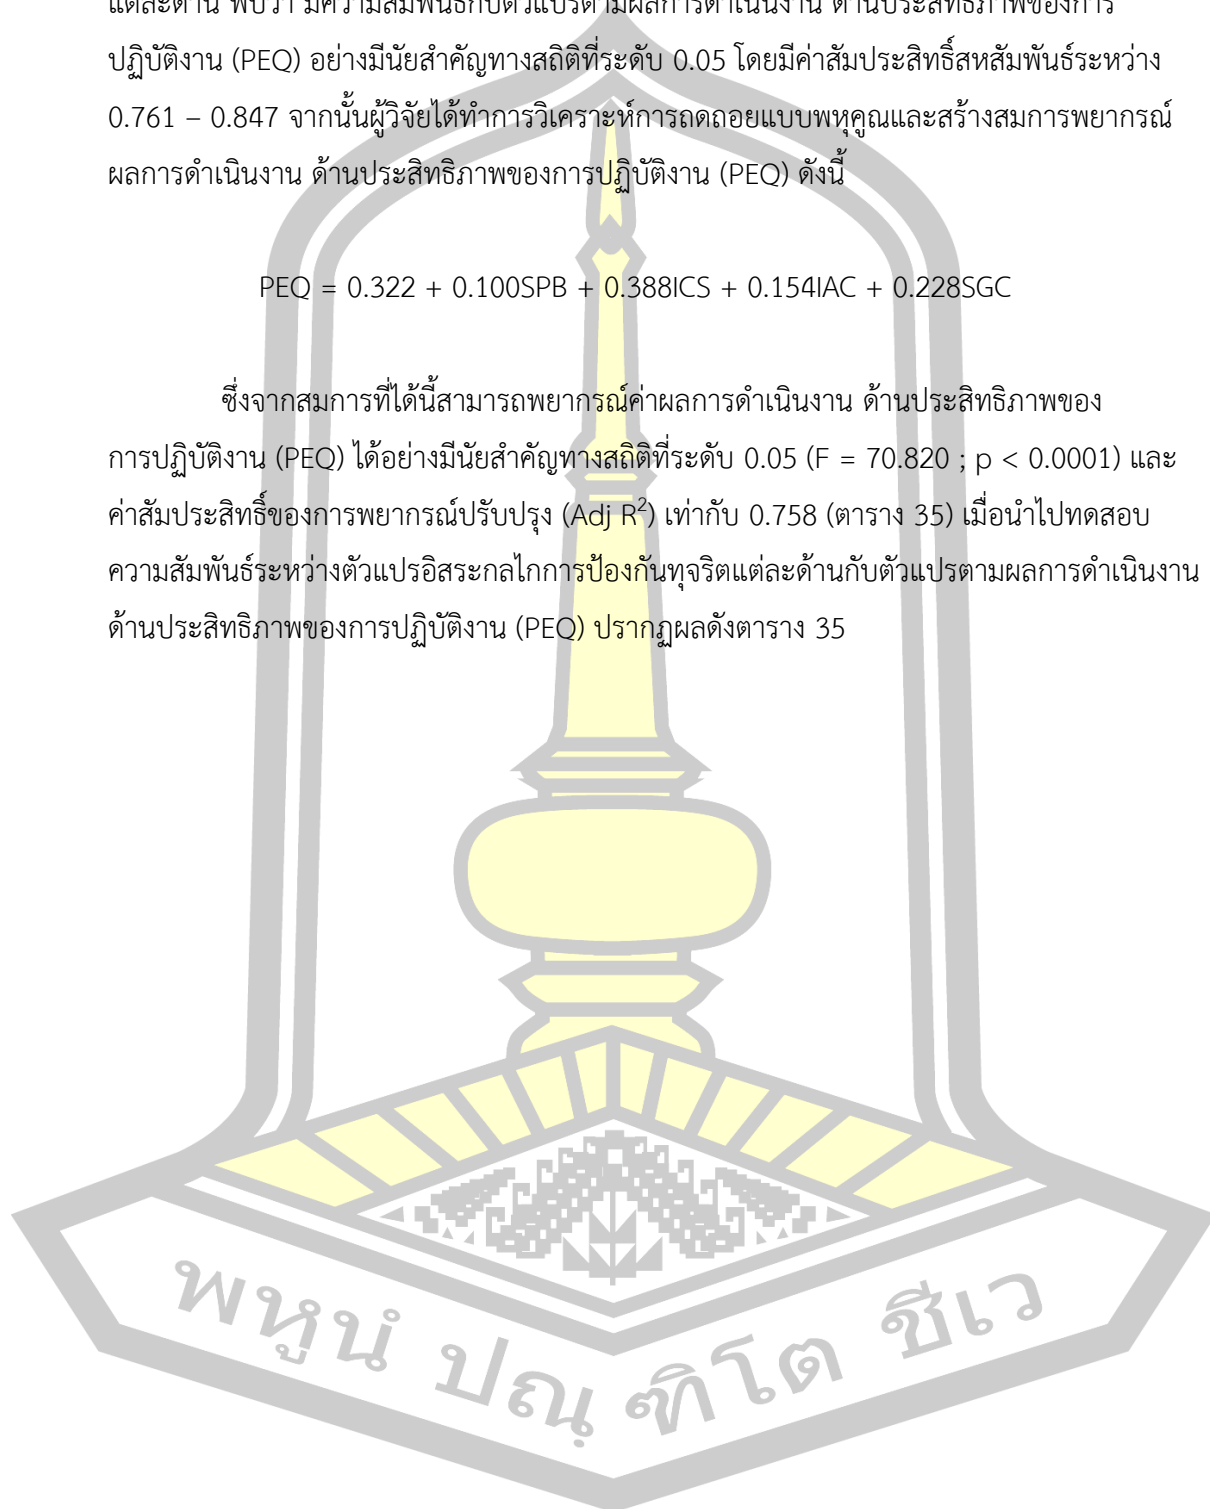 แต่ละด้าน พบว่า มีความสัมพันธ์กับตัวแปรตามผลการดำเนินงาน ด้านประสิทธิภาพของการ
ปฏิบัติงาน (PEQ) อย่างมีนัยสำคัญทางสถิติที่ระดับ 0.05 โดยมีค่าสัมประสิทธิ์สหสัมพันธ์ระหว่าง
0.761 – 0.847 จากนั้นผู้วิจัยได้ทำการวิเคราะห์การถดถอยแบบพหุคูณและสร้างสมการพยากรณ์
ผลการดำเนินงาน ด้านประสิทธิภาพของการปฏิบัติงาน (PEQ) ดังนี้
PEQ = 0.322 + 0.100SPB + 0.388ICS + 0.154IAC + 0.228SGC
ซึ่งจากสมการที่ได้นี้สามารถพยากรณ์ค่าผลการดำเนินงาน ด้านประสิทธิภาพของ
การปฏิบัติงาน (PEQ) ได้อย่างมีนัยสำคัญทางสถิติที่ระดับ 0.05 (F = 70.820 ; p < 0.0001) และ
ค่าสัมประสิทธิ์ของการพยากรณ์ปรับปรุง (Adj R²) เท่ากับ 0.758 (ตาราง 35) เมื่อนำไปทดสอบ
ความสัมพันธ์ระหว่างตัวแปรอิสระกลไกการป้องกันทุจริตแต่ละด้านกับตัวแปรตามผลการดำเนินงาน
ด้านประสิทธิภาพของการปฏิบัติงาน (PEQ) ปรากฏผลดังตาราง 35
พหูนํ ปณฺฑิโต ชีเว